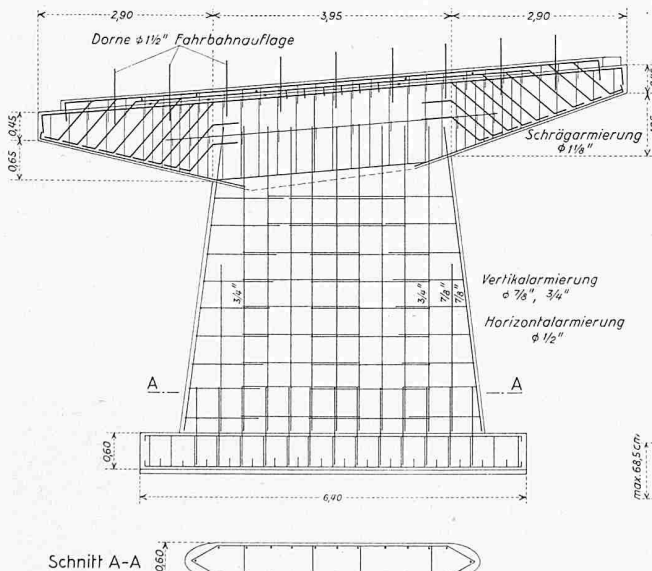 2,90 3,95 2,90
Dorne ϕ 1½" Fahrbahnauflage
0,45
0,65
Schrägarmierung
ϕ 1⅛"
3/4" 3/4" 7/8" 7/8"
Vertikalarmierung
ϕ 7/8", 3/4"
Horizontalarmierung
ϕ 1/2"
A A
0,60
6,40
max. 68,5 cm
Schnitt A-A 0,60